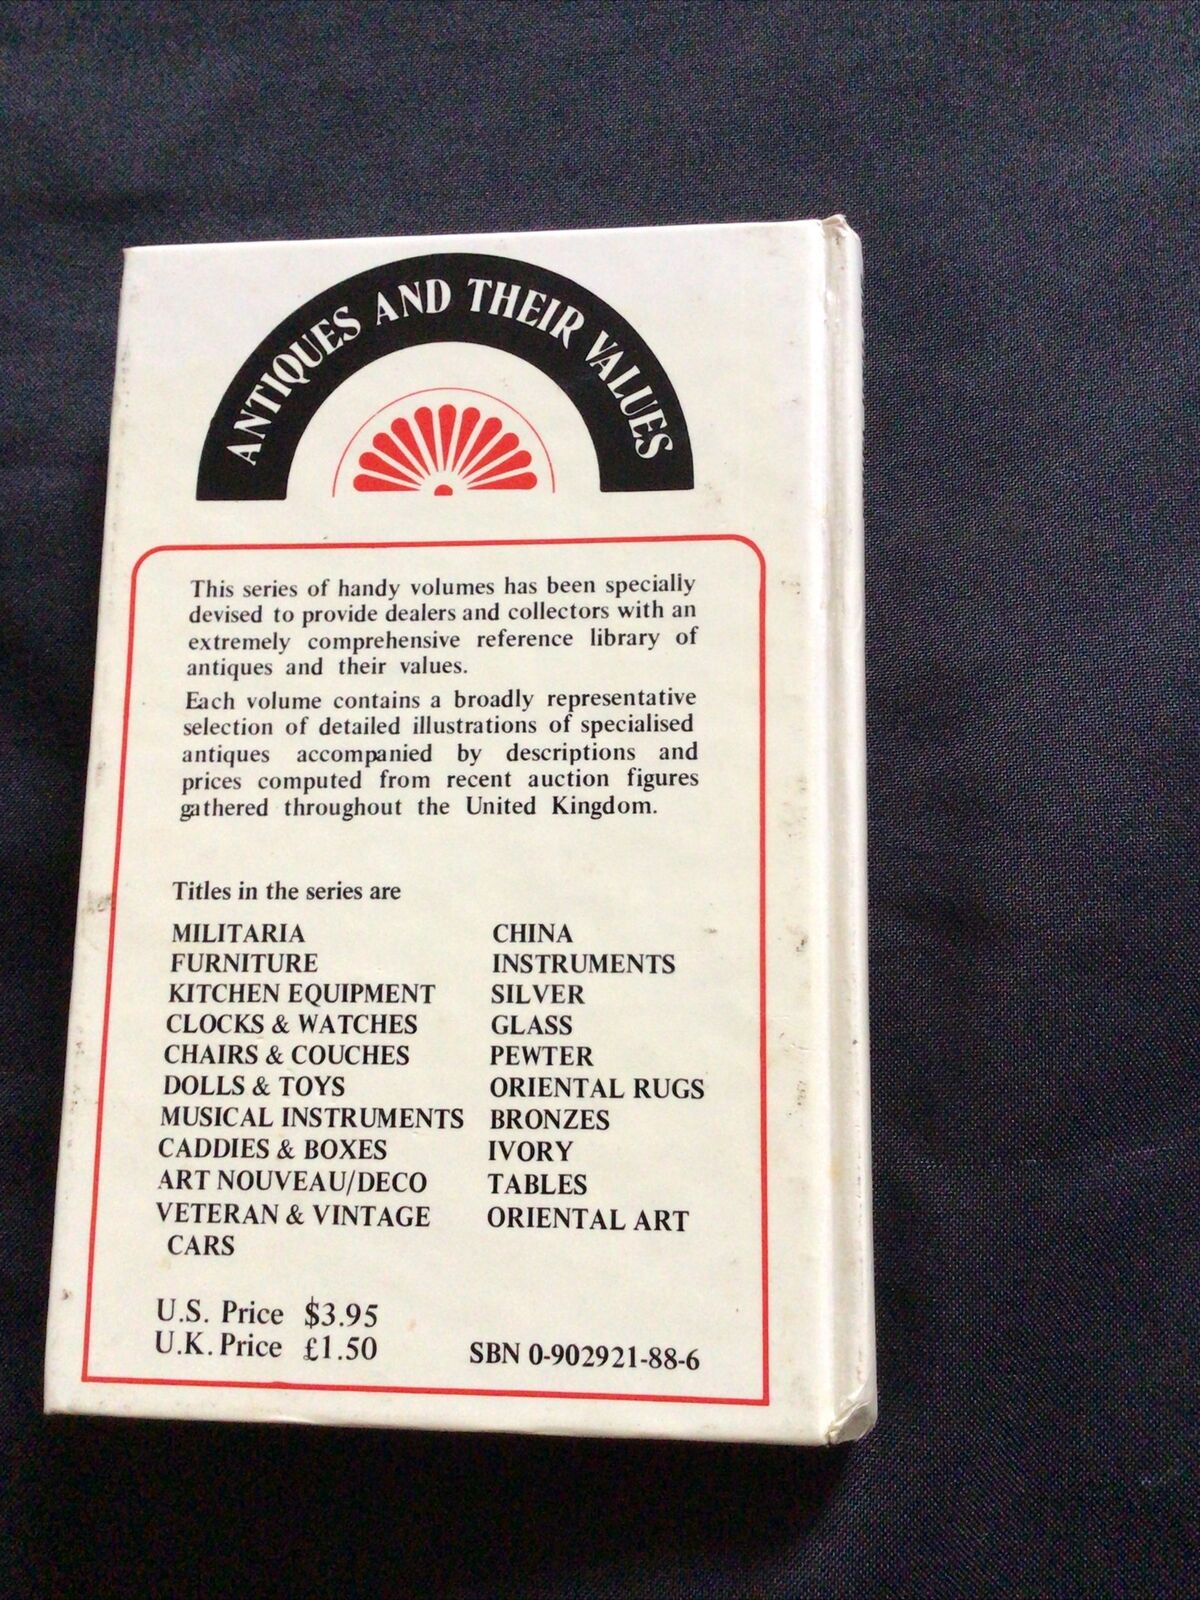 ANTIQUES AND THEIR VALUES
This series of handy volumes has been specially
devised to provide dealers and collectors with an
extremely comprehensive reference library of
antiques and their values.
Each volume contains a broadly representative
selection of detailed illustrations of specialised
antiques accompanied by descriptions and
prices computed from recent auction figures
gathered throughout the United Kingdom.
Titles in the series are
MILITARIA
FURNITURE
KITCHEN EQUIPMENT
CLOCKS & WATCHES
CHAIRS & COUCHES
DOLLS & TOYS
MUSICAL INSTRUMENTS
CADDIES & BOXES
ART NOUVEAU/DECO
VETERAN & VINTAGE
CARS
CHINA
INSTRUMENTS
SILVER
GLASS
PEWTER
ORIENTAL RUGS
BRONZES
IVORY
TABLES
ORIENTAL ART
U.S. Price $3.95
U.K. Price £1.50
SBN 0-902921-88-6